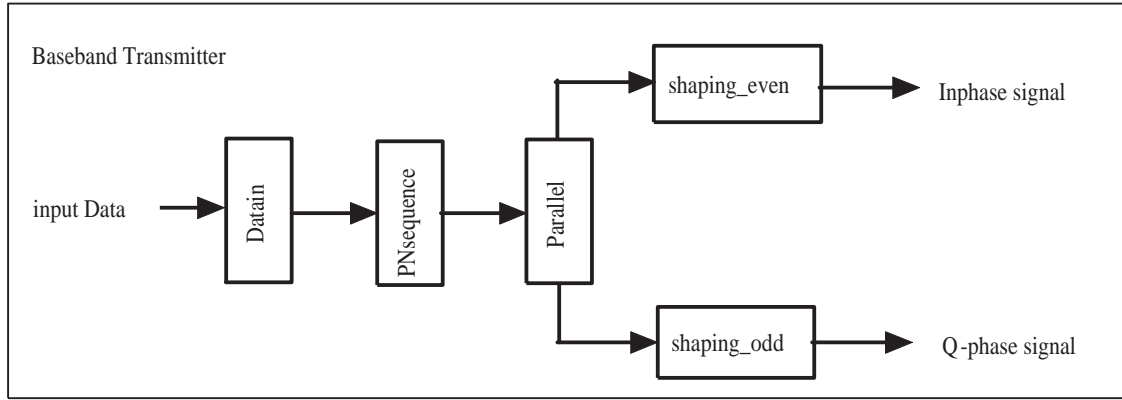 Baseband Transmitter
shaping_even
Inphase signal
input Data
Datain
PNsequence
Parallel
shaping_odd
Q-phase signal